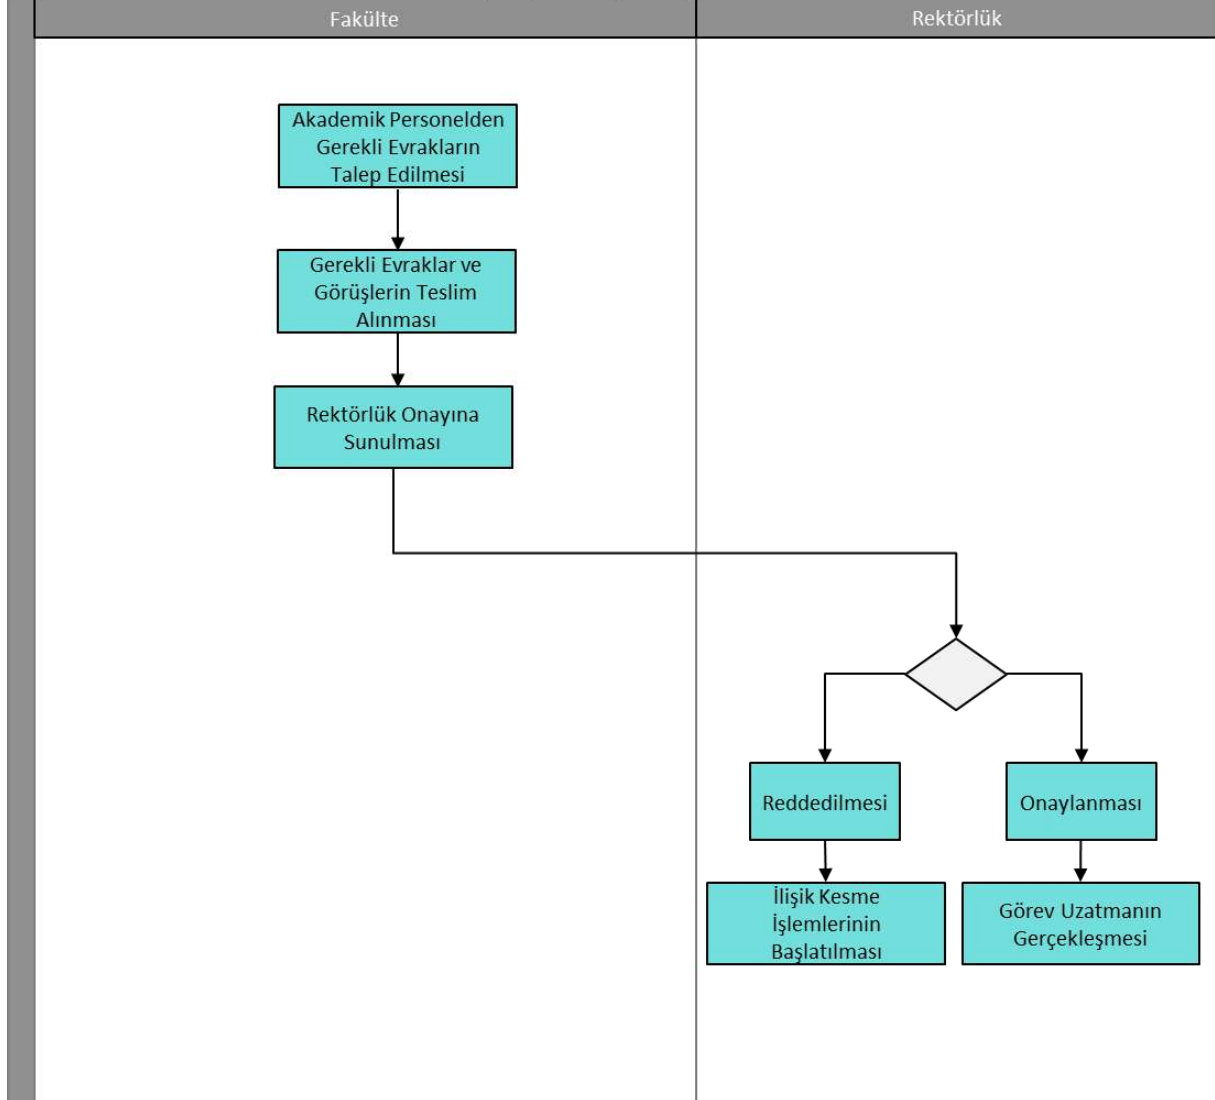 Fakülte
Rektörlük
Akademik Personelden
Gerekli Evrakların
Talep Edilmesi
Gerekli Evraklar ve
Görüşlerin Teslim
Alınması
Rektörlük Onayına
Sunulması
Reddedilmesi
Onaylanması
İlişik Kesme
İşlemlerinin
Başlatılması
Görev Uzatmanın
Gerçekleşmesi